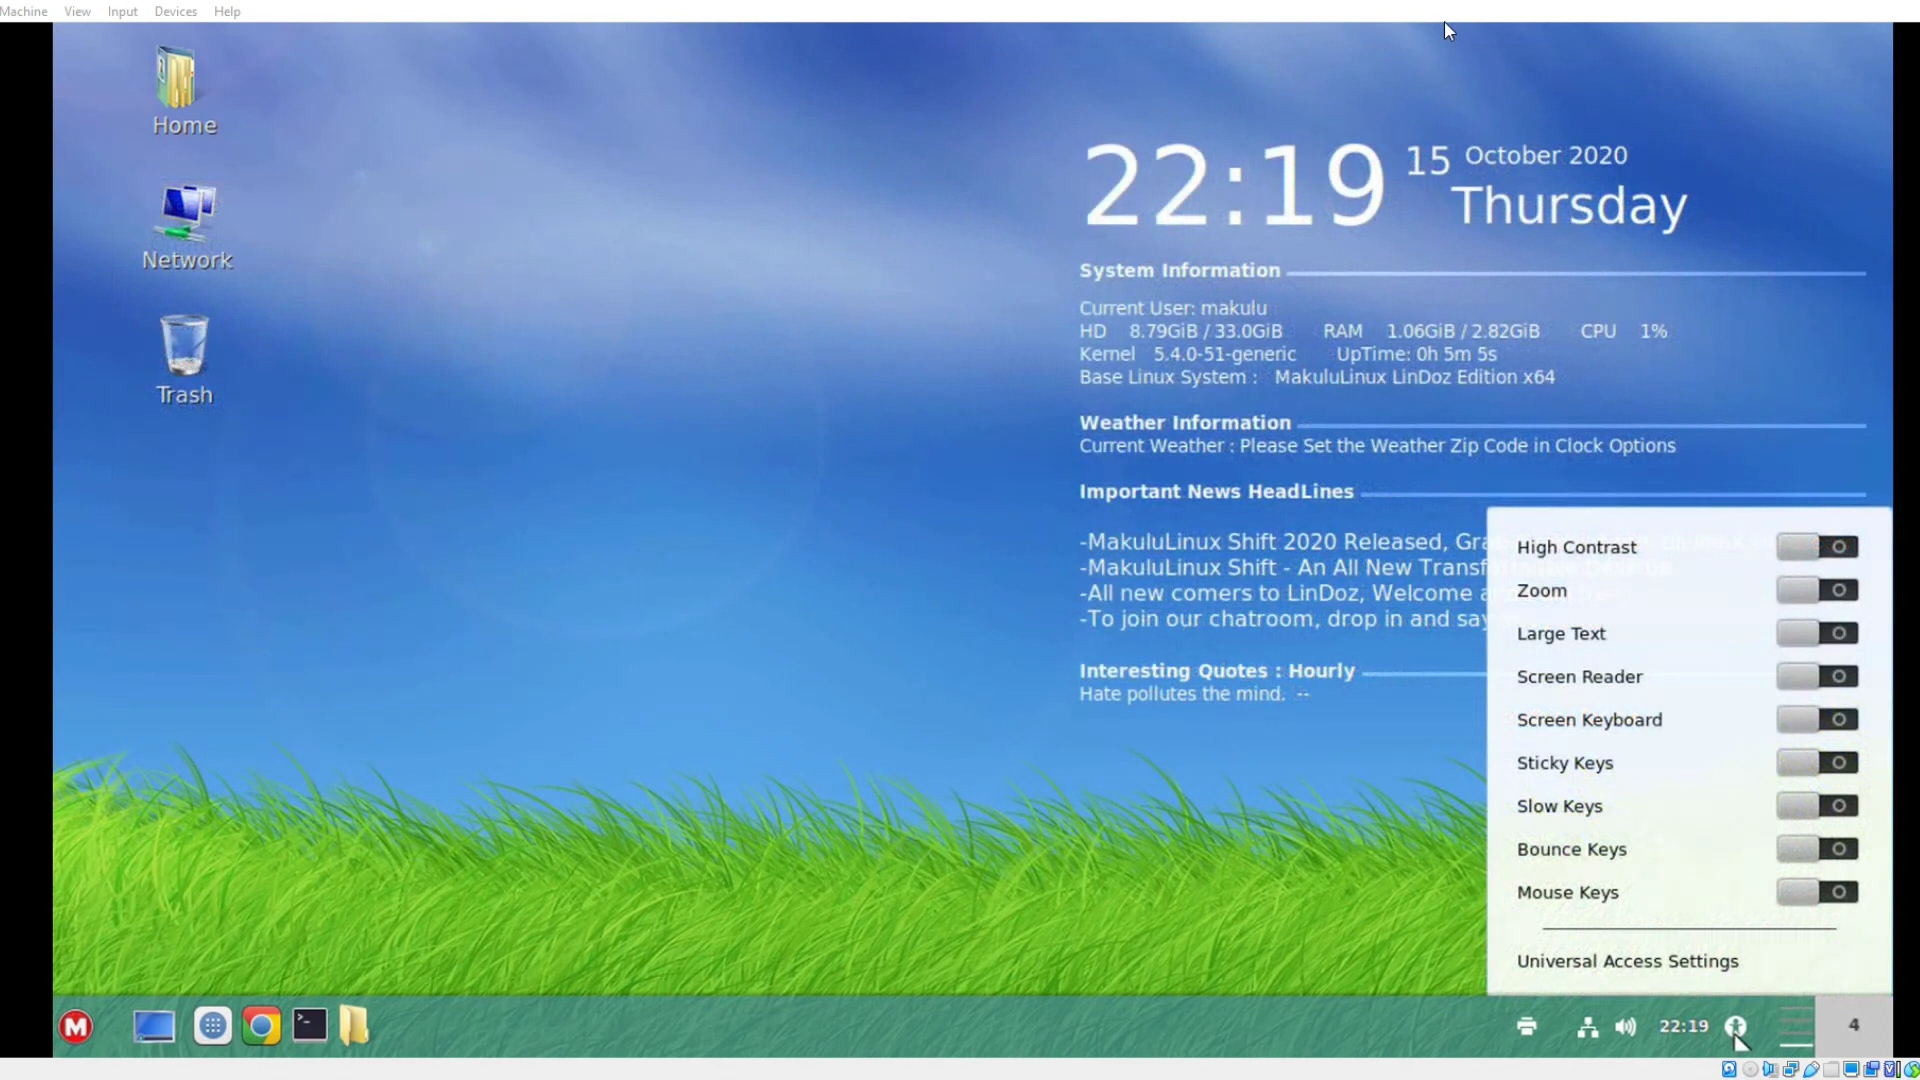 Machine View Input Devices Help
Home
Network
Trash
22:19 15 October 2020
Thursday
System Information
Current User: makulu
HD 8.79GiB / 33.0GiB RAM 1.06GiB / 2.82GiB CPU 1%
Kernel 5.4.0-51-generic UpTime: 0h 5m 5s
Base Linux System : MakuluLinux LinDoz Edition x64
Weather Information
Current Weather : Please Set the Weather Zip Code in Clock Options
Important News HeadLines
-MakuluLinux Shift 2020 Released,
-MakuluLinux Shift - An All New
-All new comers to LinDoz, Welcome
-To join our chatroom, drop in and say
Interesting Quotes : Hourly
Hate pollutes the mind. --
High Contrast
Zoom
Large Text
Screen Reader
Screen Keyboard
Sticky Keys
Slow Keys
Bounce Keys
Mouse Keys
Universal Access Settings
M
>_
22:19
4